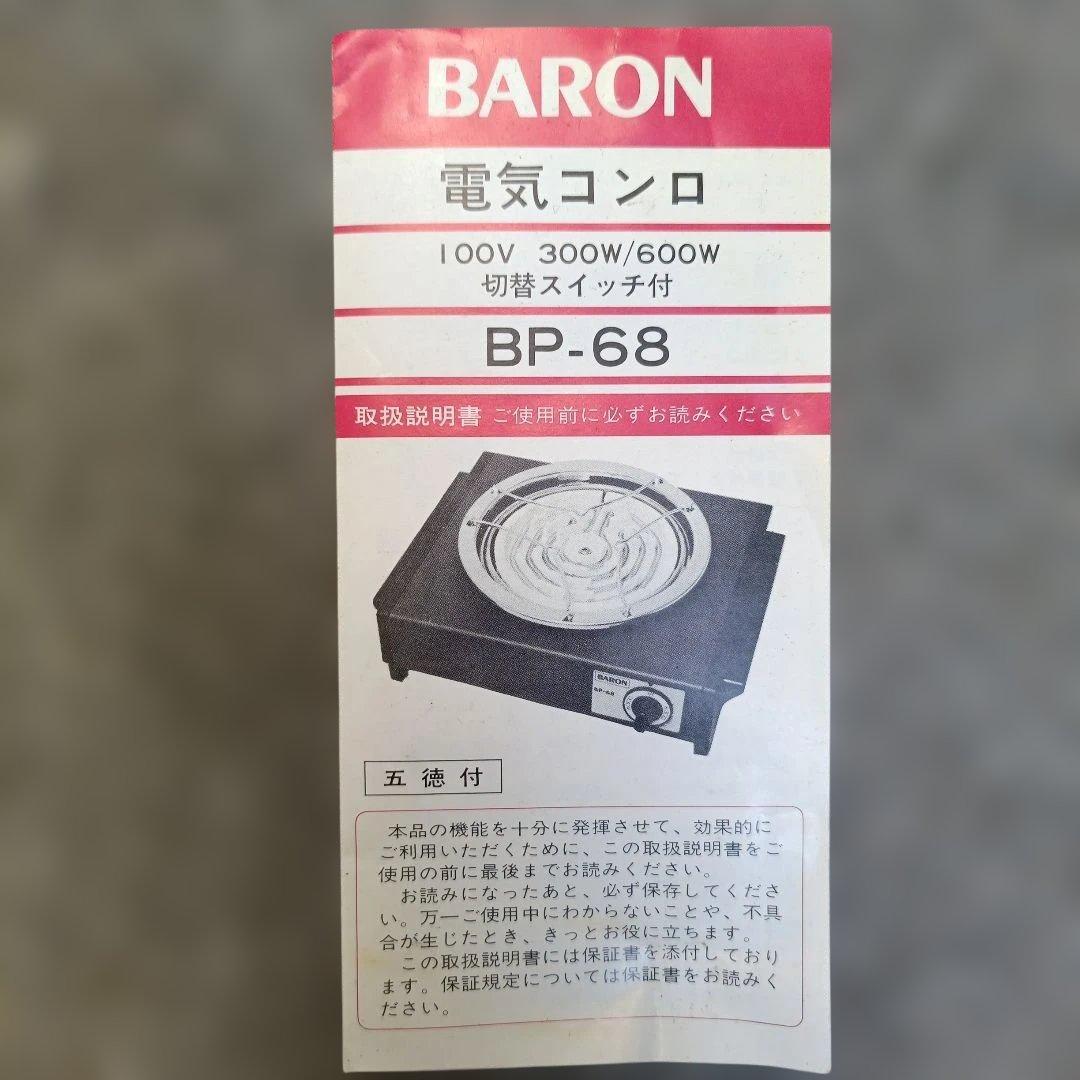 BARON
電気コンロ
100V 300W/600W
切替スイッチ付
BP-68
取扱説明書 ご使用前に必ずお読みください
BARON
BP-68
五徳付
本品の機能を十分に発揮させて、効果的に
ご利用いただくために、この取扱説明書をご
使用の前に最後までお読みください。
お読みになったあと、必ず保存してくださ
い。万一ご使用中にわからないことや、不具
合が生じたとき、きっとお役に立ちます。
この取扱説明書には保証書を添付しており
ます。保証規定については保証書をお読みく
ださい。